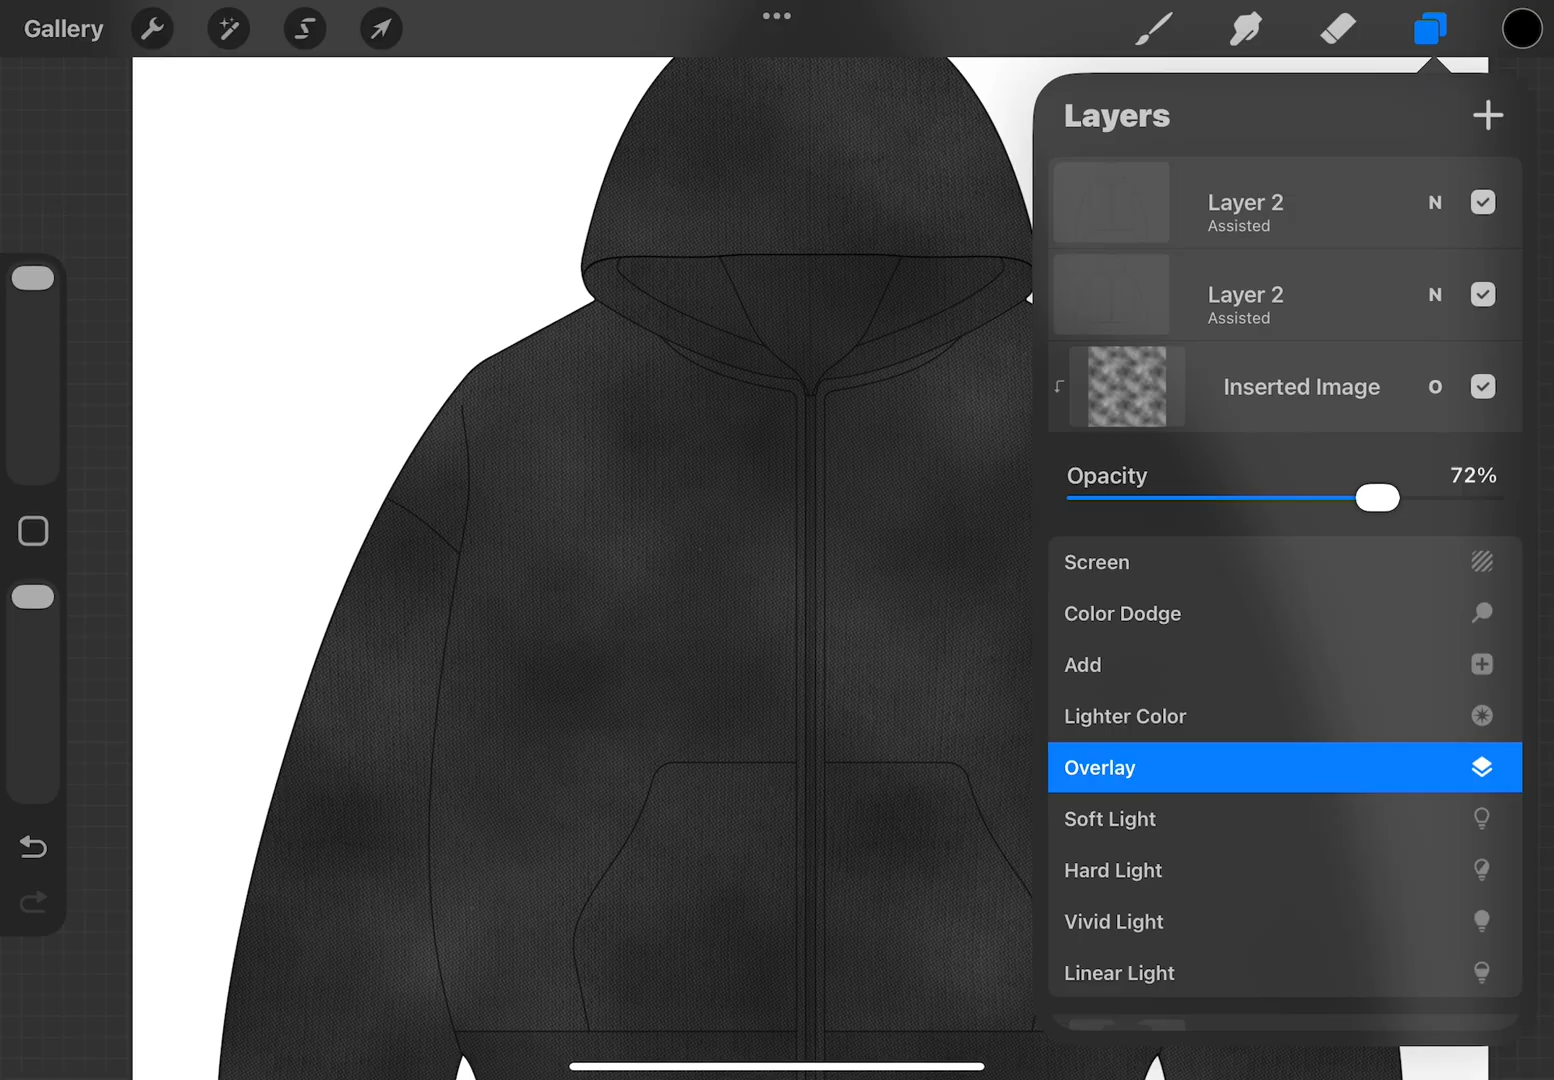 Gallery
Layers
Layer 2
N
Assisted
Layer 2
N
Assisted
Inserted Image
O
Opacity
72%
Screen
Color Dodge
Add
Lighter Color
Overlay
Soft Light
Hard Light
Vivid Light
Linear Light